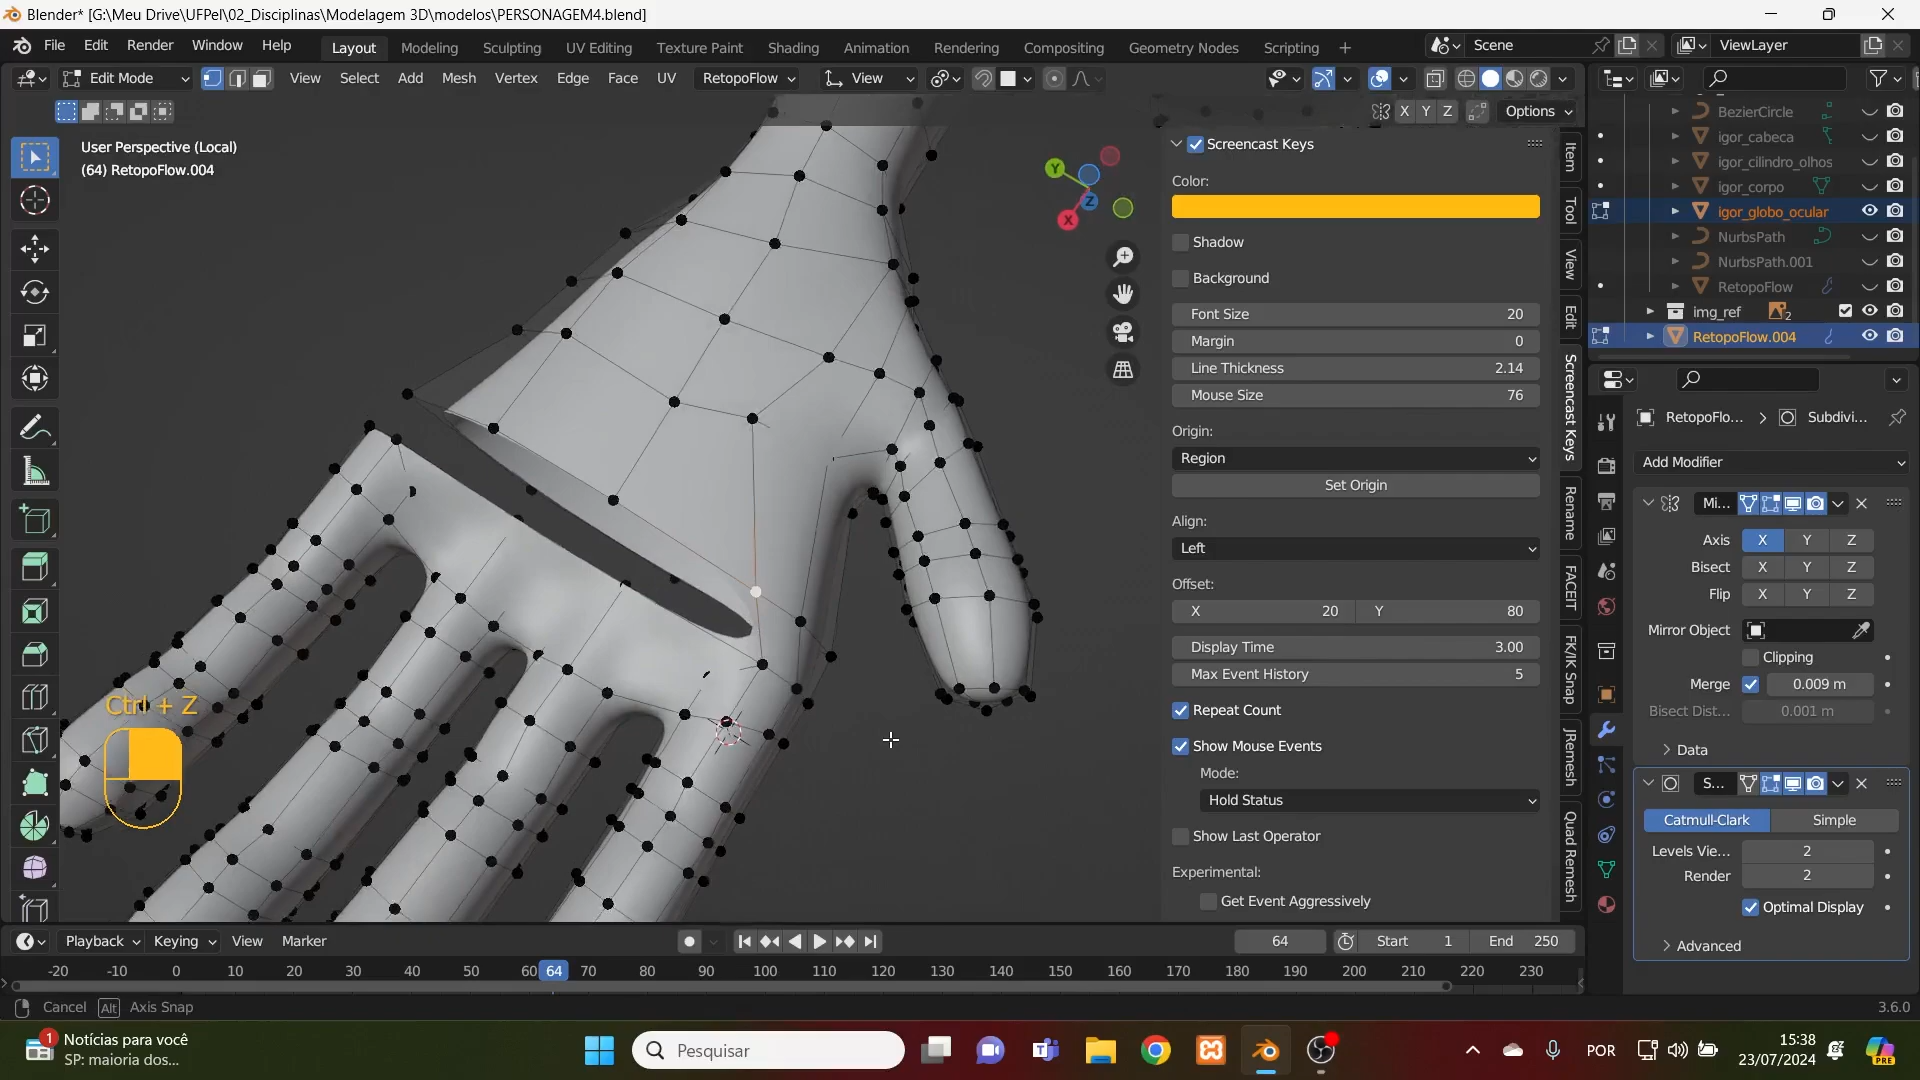 Blender* [G:\Meu Drive\UFPel\02_Disciplinas\Modelagem 3D\modelos\PERSONAGEM4.blend]
File Edit Render Window Help Layout Modeling Sculpting UV Editing Texture Paint Shading Animation Rendering Compositing Geometry Nodes Scripting + Scene ViewLayer
Edit Mode View Select Add Mesh Vertex Edge Face UV RetopoFlow View
X Y Z Options
User Perspective (Local)
(64) RetopoFlow.004
Y
Z
X
Screencast Keys
Color:
Shadow
Background
Font Size 20
Margin 0
Line Thickness 2.14
Mouse Size 76
Origin:
Region
Set Origin
Align:
Left
Offset:
X 20 Y 80
Display Time 3.00
Max Event History 5
Repeat Count
Show Mouse Events
Mode:
Hold Status
Show Last Operator
Experimental:
Get Event Aggressively
Item
Tool
View
Edit
Screencast Keys
Rename
FACEIT
FK/IK Snap
JRemesh
Quad Remesh
BezierCircle
igor_cabeca
igor_cilindro_olhos
igor_corpo
igor_globo_ocular
NurbsPath
NurbsPath.001
RetopoFlow
img_ref 2
RetopoFlow.004
RetopoFlo... Subdivi...
Add Modifier
Mi...
Axis X Y Z
Bisect X Y Z
Flip X Y Z
Mirror Object
Clipping
Merge 0.009 m
Bisect Dist... 0.001 m
Data
S...
Catmull-Clark Simple
Levels Vie... 2
Render 2
Optimal Display
Advanced
Ctrl + Z
Playback Keying View Marker 64 Start 1 End 250
-20 -10 0 10 20 30 40 50 60 64 70 80 90 100 110 120 130 140 150 160 170 180 190 200 210 220 230
Cancel Alt Axis Snap 3.6.0
1 Notícias para você
SP: maioria dos...
Pesquisar
POR
15:38
23/07/2024
PRE